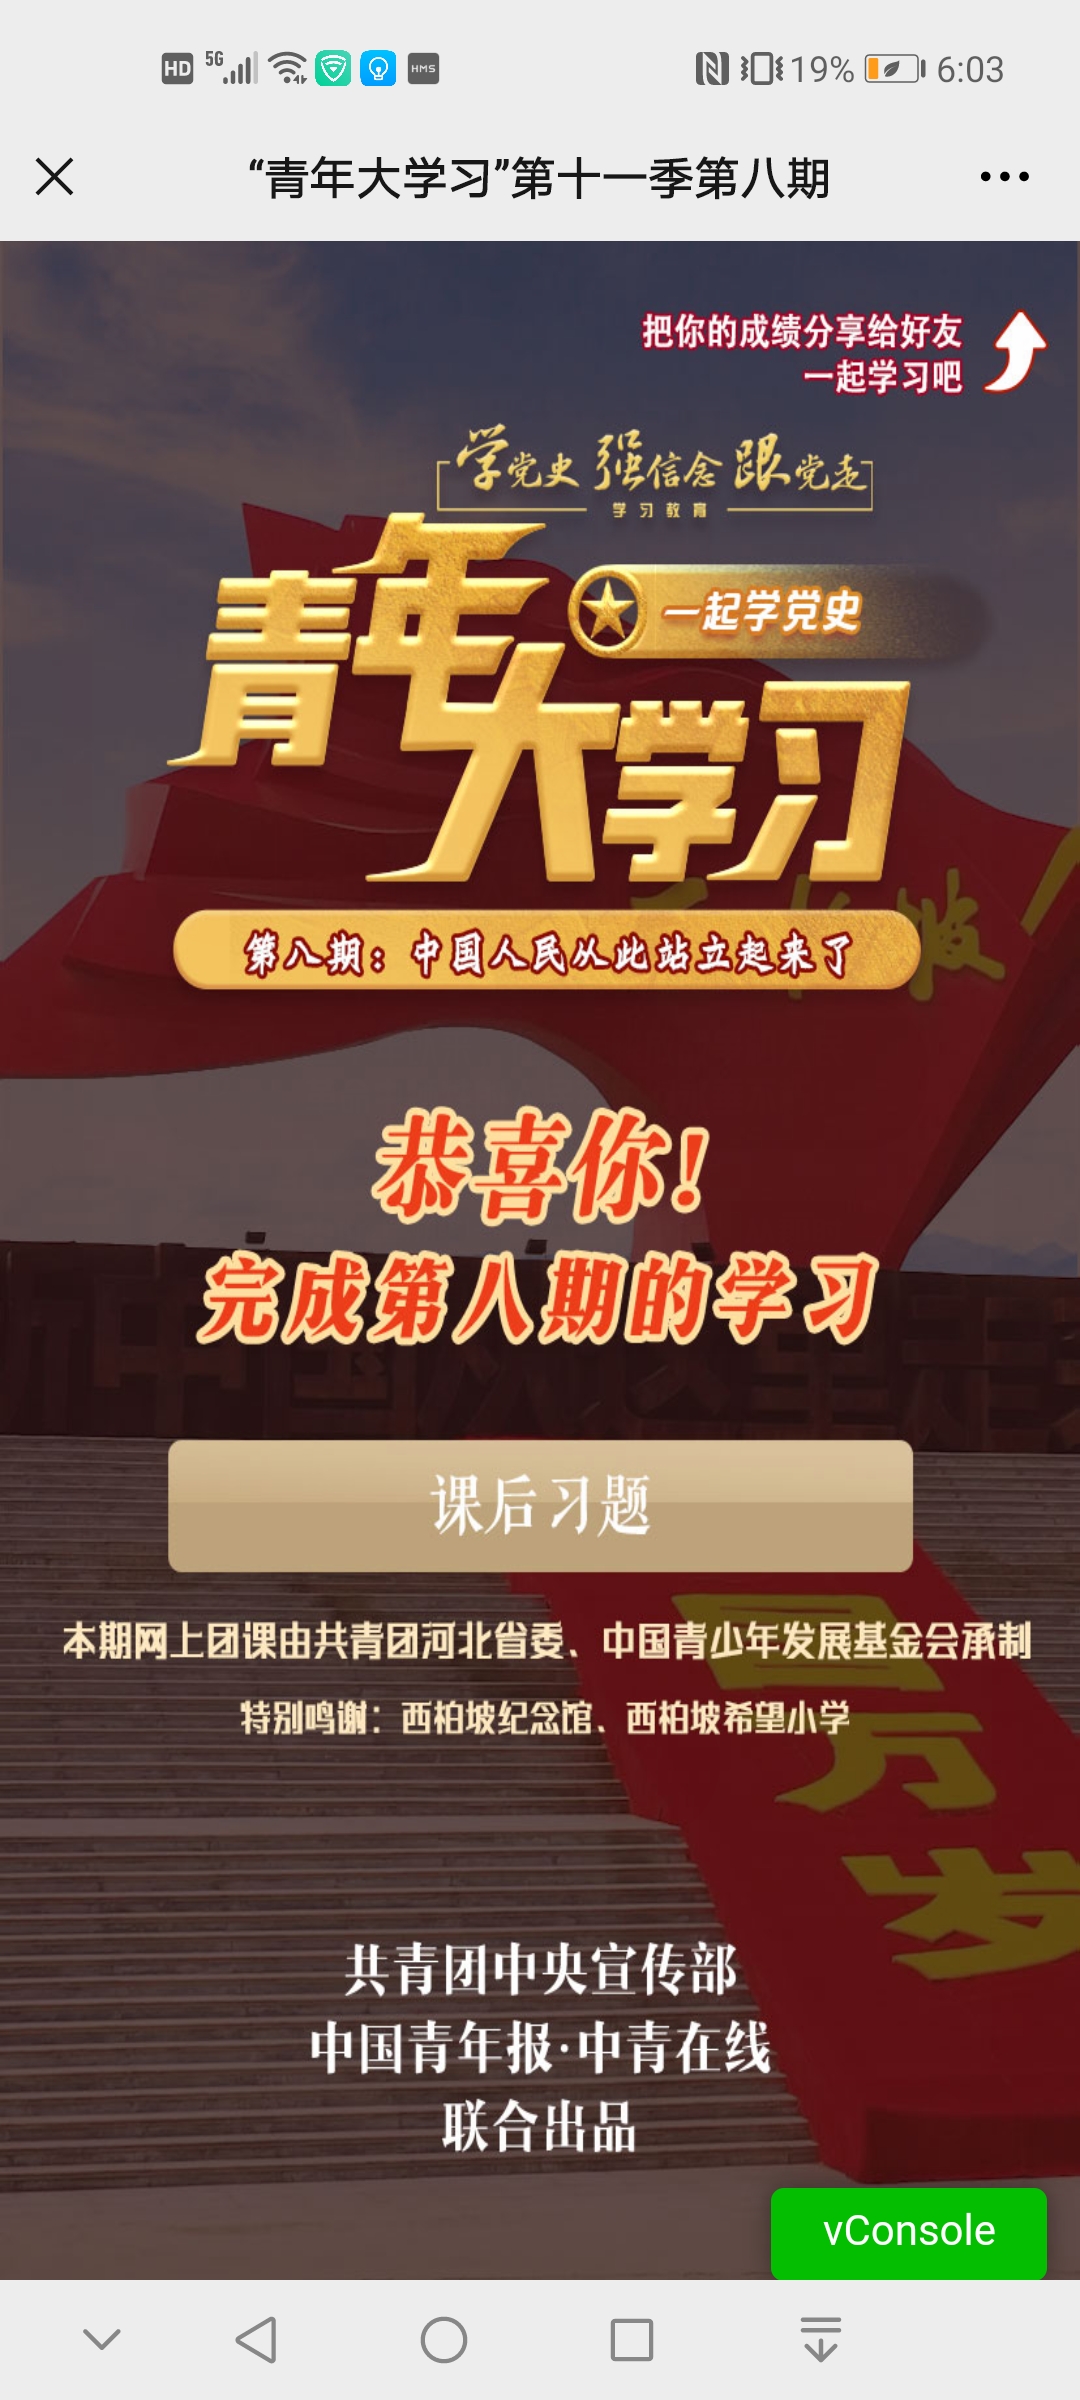 HD 5G HMS 19% 6:03
“青年大学习”第十一季第八期
把你的成绩分享给好友
一起学习吧
学党史 强信念 跟党走
学习教育
青年大学习
一起学党史
第八期：中国人民从此站立起来了
恭喜你！
完成第八期的学习
课后习题
本期网上团课由共青团河北省委、中国青少年发展基金会承制
特别鸣谢：西柏坡纪念馆、西柏坡希望小学
万
岁
共青团中央宣传部
中国青年报·中青在线
联合出品
vConsole